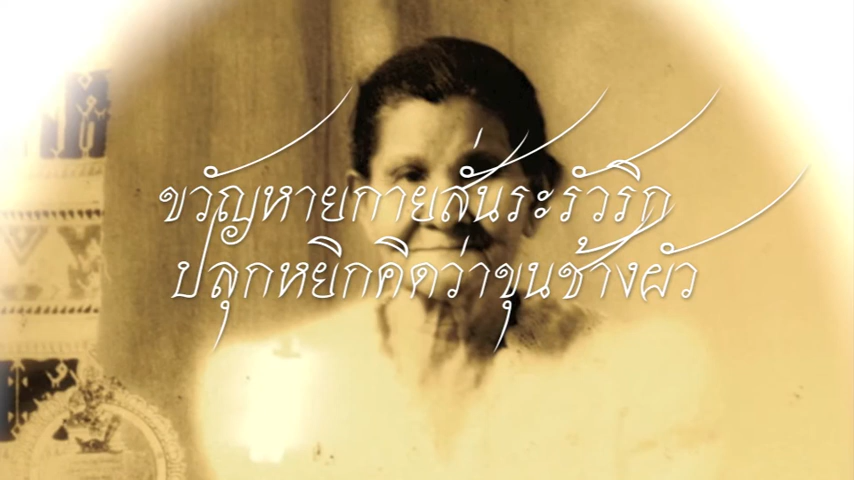 ขวัญหายกายสั่นระรัวริก
ปลุกหยิกคิดว่าขุนช้างผัว